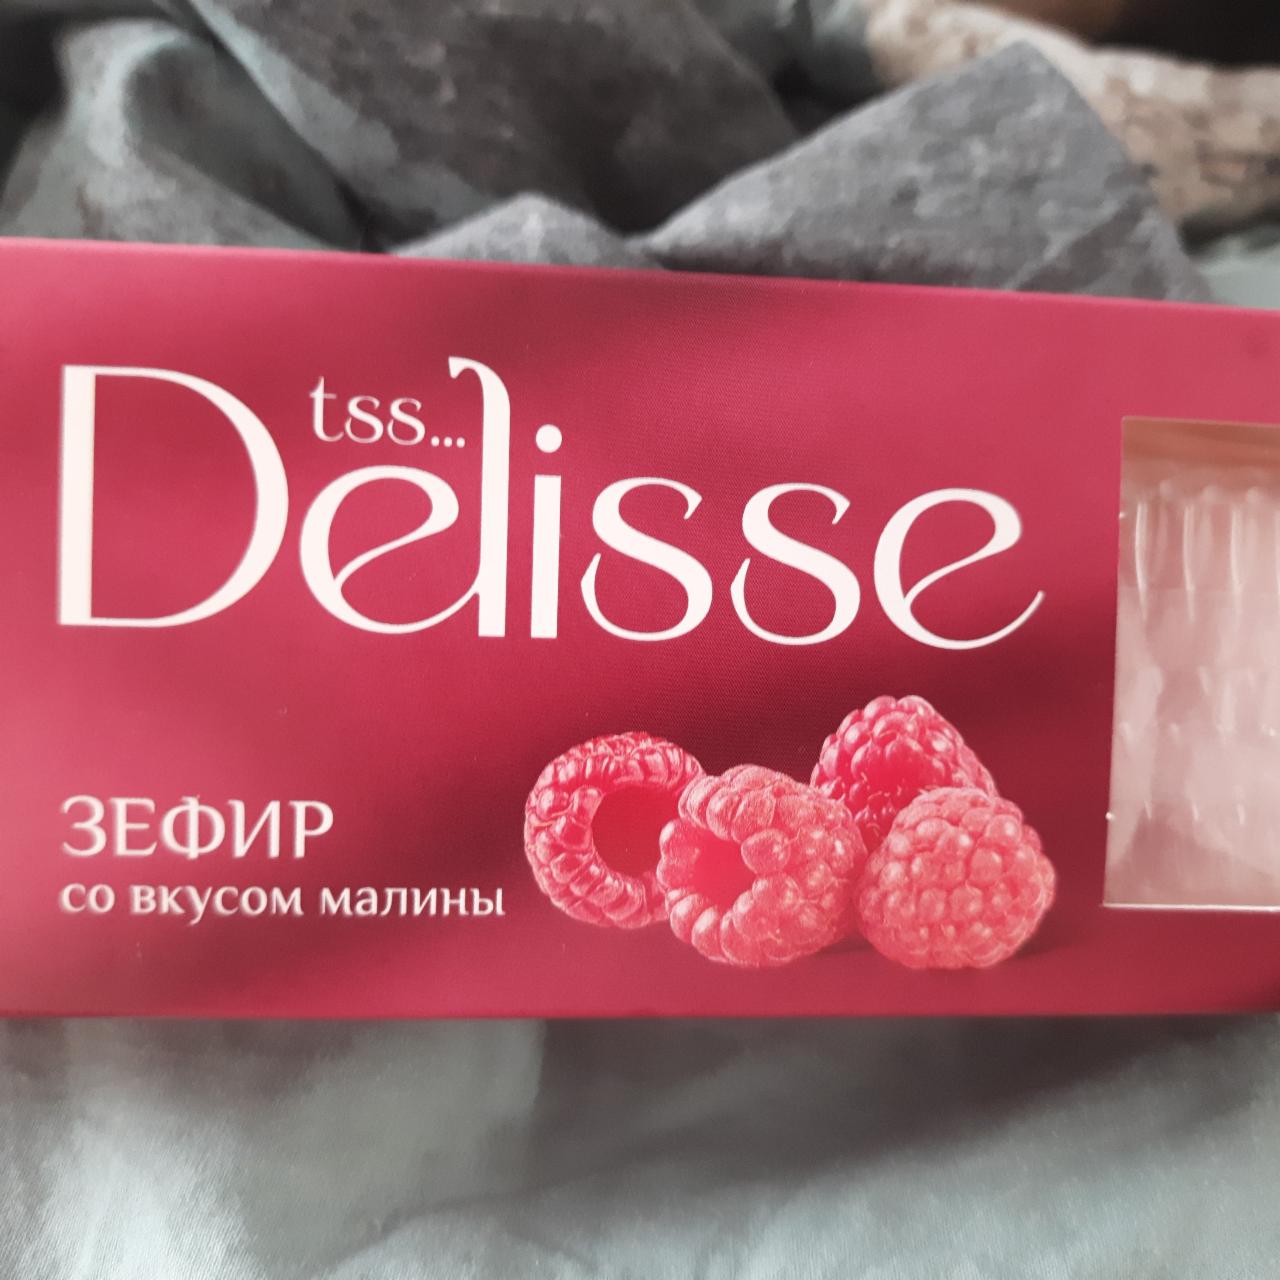 tss...
Delisse
ЗЕФИР
со вкусом малины